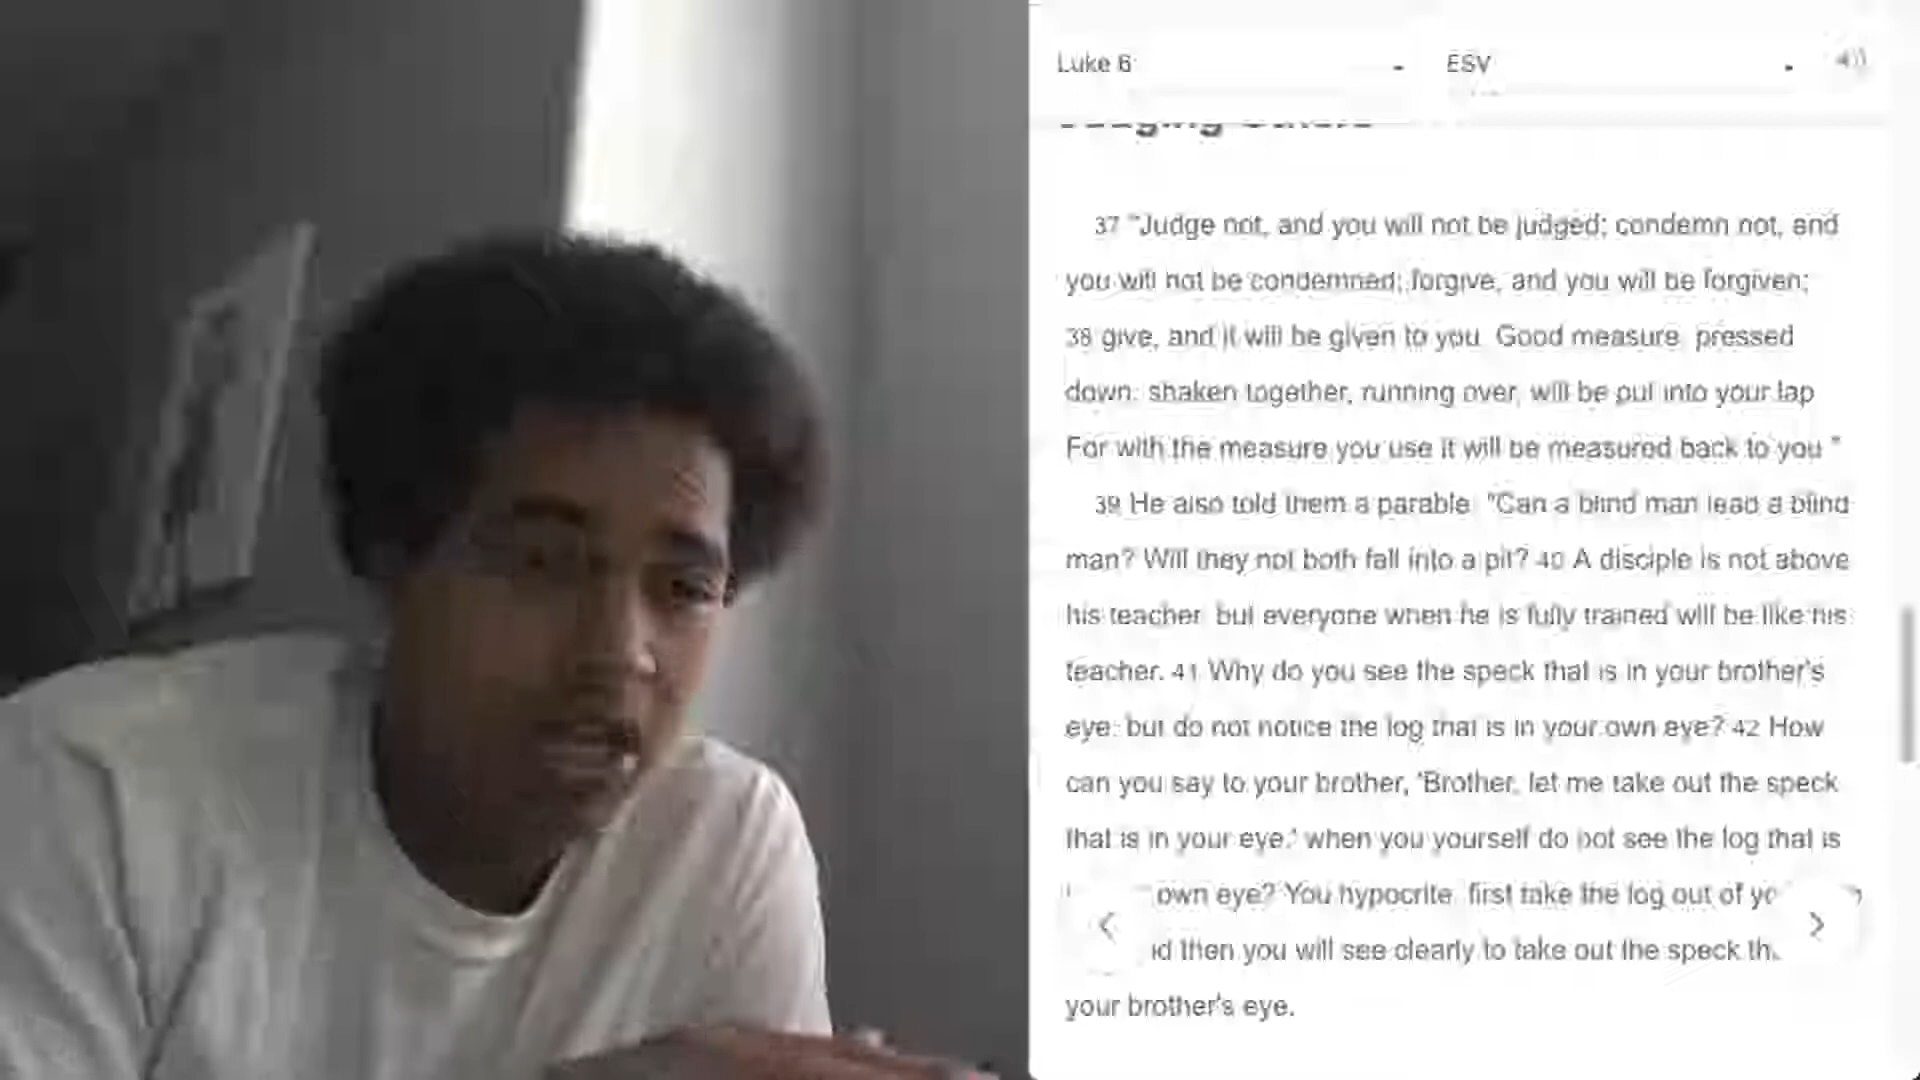 Luke 6
ESV
Judging Others
37 "Judge not, and you will not be judged; condemn not, and
you will not be condemned; forgive, and you will be forgiven;
38 give, and it will be given to you. Good measure, pressed
down, shaken together, running over, will be put into your lap.
For with the measure you use it will be measured back to you."
39 He also told them a parable: "Can a blind man lead a blind
man? Will they not both fall into a pit? 40 A disciple is not above
his teacher, but everyone when he is fully trained will be like his
teacher. 41 Why do you see the speck that is in your brother's
eye, but do not notice the log that is in your own eye? 42 How
can you say to your brother, 'Brother, let me take out the speck
that is in your eye,' when you yourself do not see the log that is
own eye? You hypocrite, first take the log out of
then you will see clearly to take out the speck
your brother's eye.